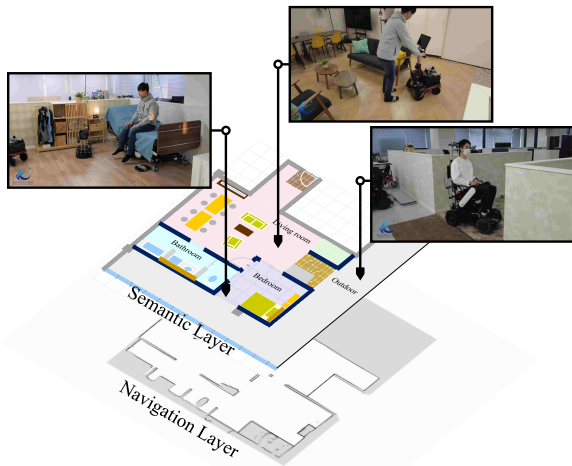 Living room
Bathroom
Bedroom
Outdoor
Semantic Layer
Navigation Layer